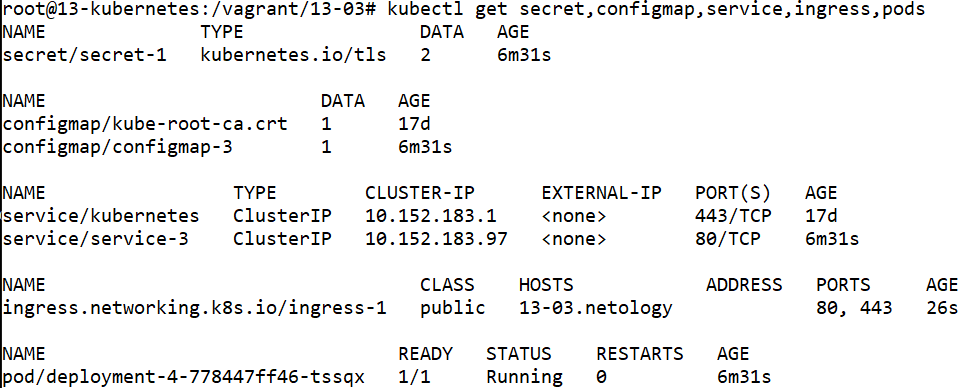 root@13-kubernetes:/vagrant/13-03# kubectl get secret,configmap,service,ingress,pods
NAME TYPE DATA AGE
secret/secret-1 kubernetes.io/tls 2 6m31s
NAME DATA AGE
configmap/kube-root-ca.crt 1 17d
configmap/configmap-3 1 6m31s
NAME TYPE CLUSTER-IP EXTERNAL-IP PORT(S) AGE
service/kubernetes ClusterIP 10.152.183.1 <none> 443/TCP 17d
service/service-3 ClusterIP 10.152.183.97 <none> 80/TCP 6m31s
NAME CLASS HOSTS ADDRESS PORTS AGE
ingress.networking.k8s.io/ingress-1 public 13-03.netology 80, 443 26s
NAME READY STATUS RESTARTS AGE
pod/deployment-4-778447ff46-tssqx 1/1 Running 0 6m31s